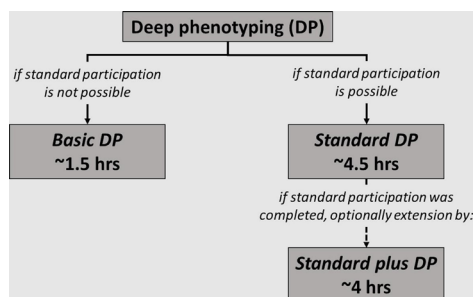 Deep phenotyping (DP)
if standard participation
is not possible
if standard participation
is possible
Basic DP
~1.5 hrs
Standard DP
~4.5 hrs
if standard participation was
completed, optionally extension by:
Standard plus DP
~4 hrs